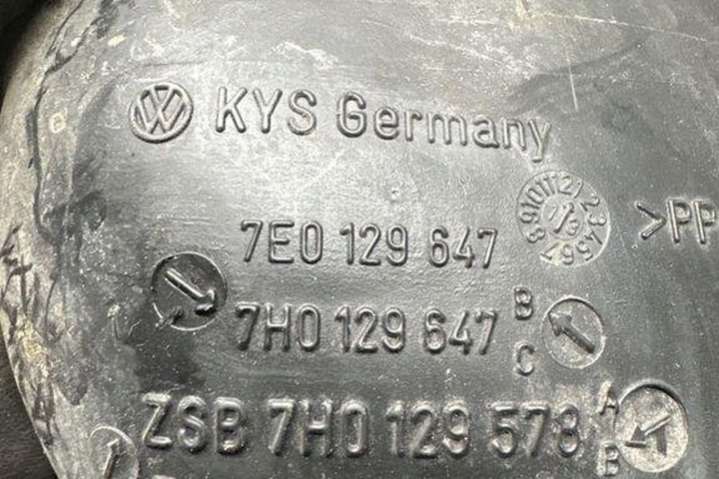 KYS Germany
7E0 129 647
7H0 129 647 B C
ZSB 7H0 129 578 A B
>PP